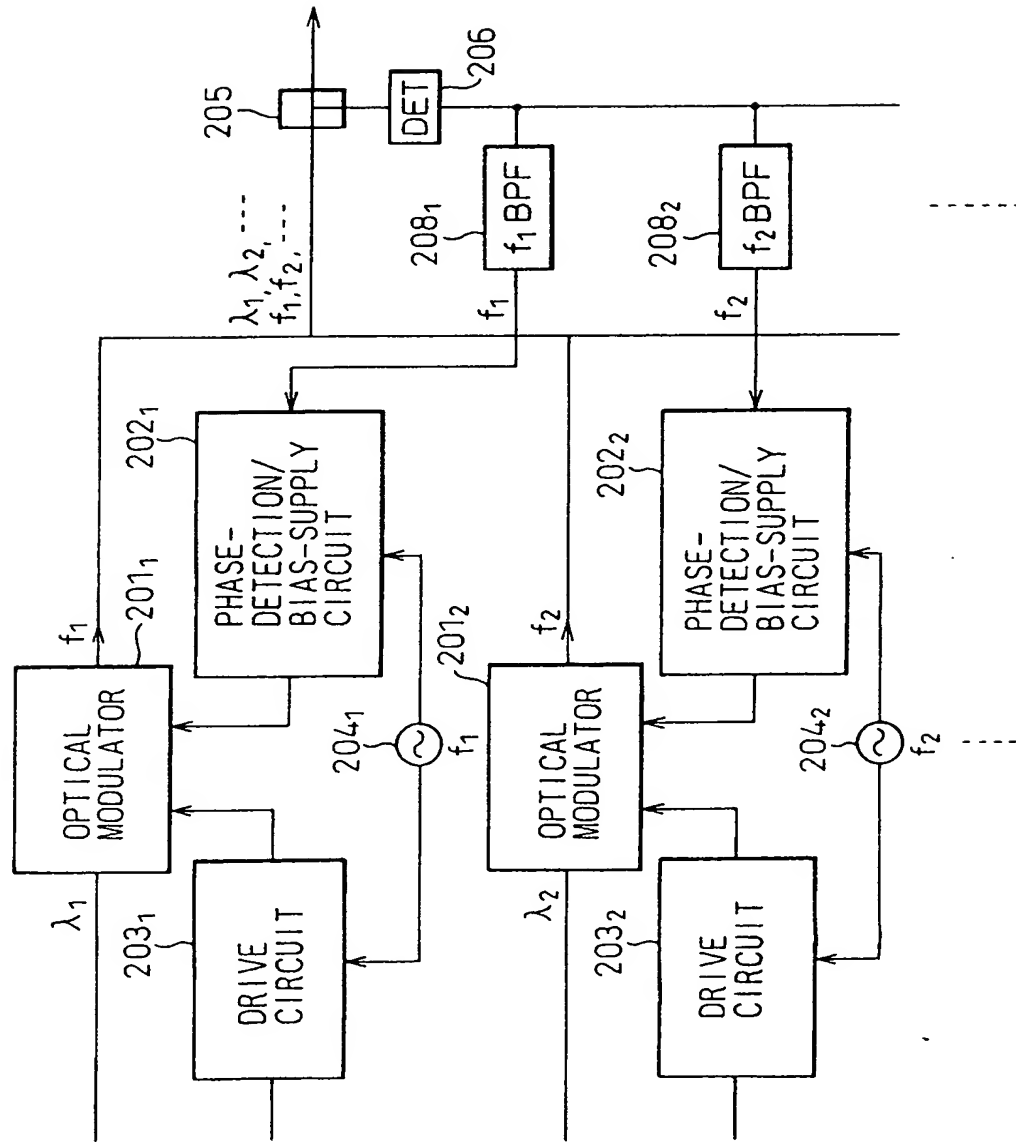 205
DET
206
λ₁, λ₂, ---
f₁, f₂, ---
f₁ BPF
208₁
f₁
f₂ BPF
208₂
f₂
λ₁
OPTICAL
MODULATOR
201₁
f₁
PHASE-
DETECTION/
BIAS-SUPPLY
CIRCUIT
202₁
DRIVE
CIRCUIT
203₁
204₁
f₁
λ₂
OPTICAL
MODULATOR
201₂
f₂
PHASE-
DETECTION/
BIAS-SUPPLY
CIRCUIT
202₂
DRIVE
CIRCUIT
203₂
204₂
f₂